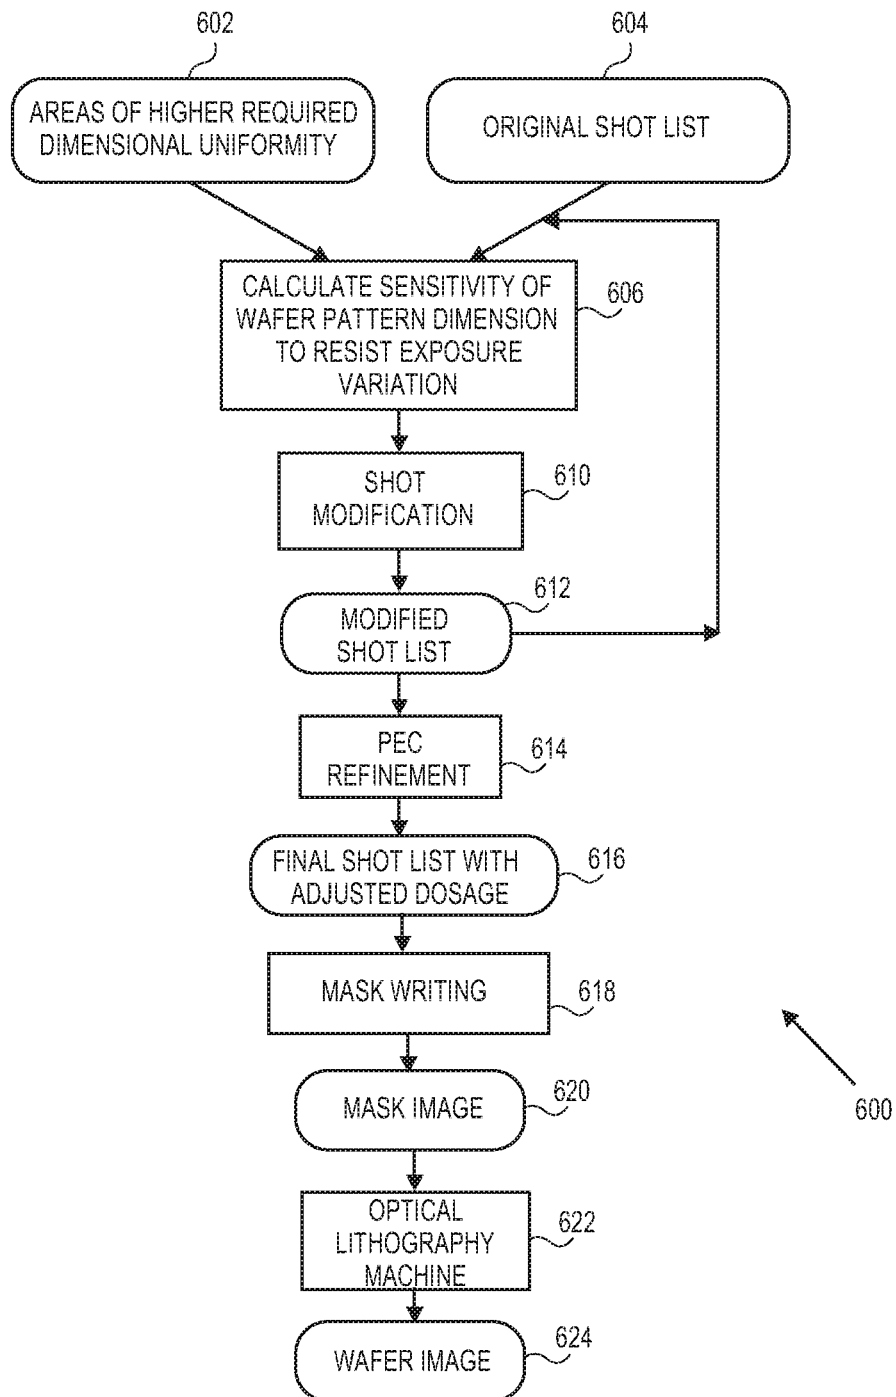 602
604
AREAS OF HIGHER REQUIRED
DIMENSIONAL UNIFORMITY
ORIGINAL SHOT LIST
CALCULATE SENSITIVITY OF
WAFER PATTERN DIMENSION
TO RESIST EXPOSURE
VARIATION
606
SHOT
MODIFICATION
610
612
MODIFIED
SHOT LIST
PEC
REFINEMENT
614
FINAL SHOT LIST WITH
ADJUSTED DOSAGE
616
MASK WRITING
618
MASK IMAGE
620
600
OPTICAL
LITHOGRAPHY
MACHINE
622
WAFER IMAGE
624